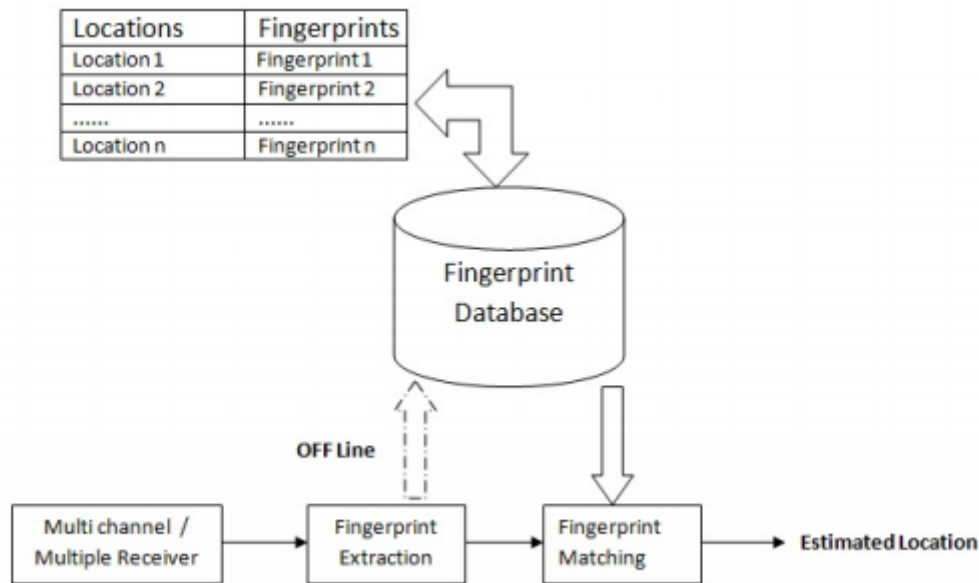 Locations Fingerprints
Location 1 Fingerprint 1
Location 2 Fingerprint 2
...... ......
Location n Fingerprint n
Fingerprint
Database
OFF Line
Multi channel /
Multiple Receiver
Fingerprint
Extraction
Fingerprint
Matching
Estimated Location